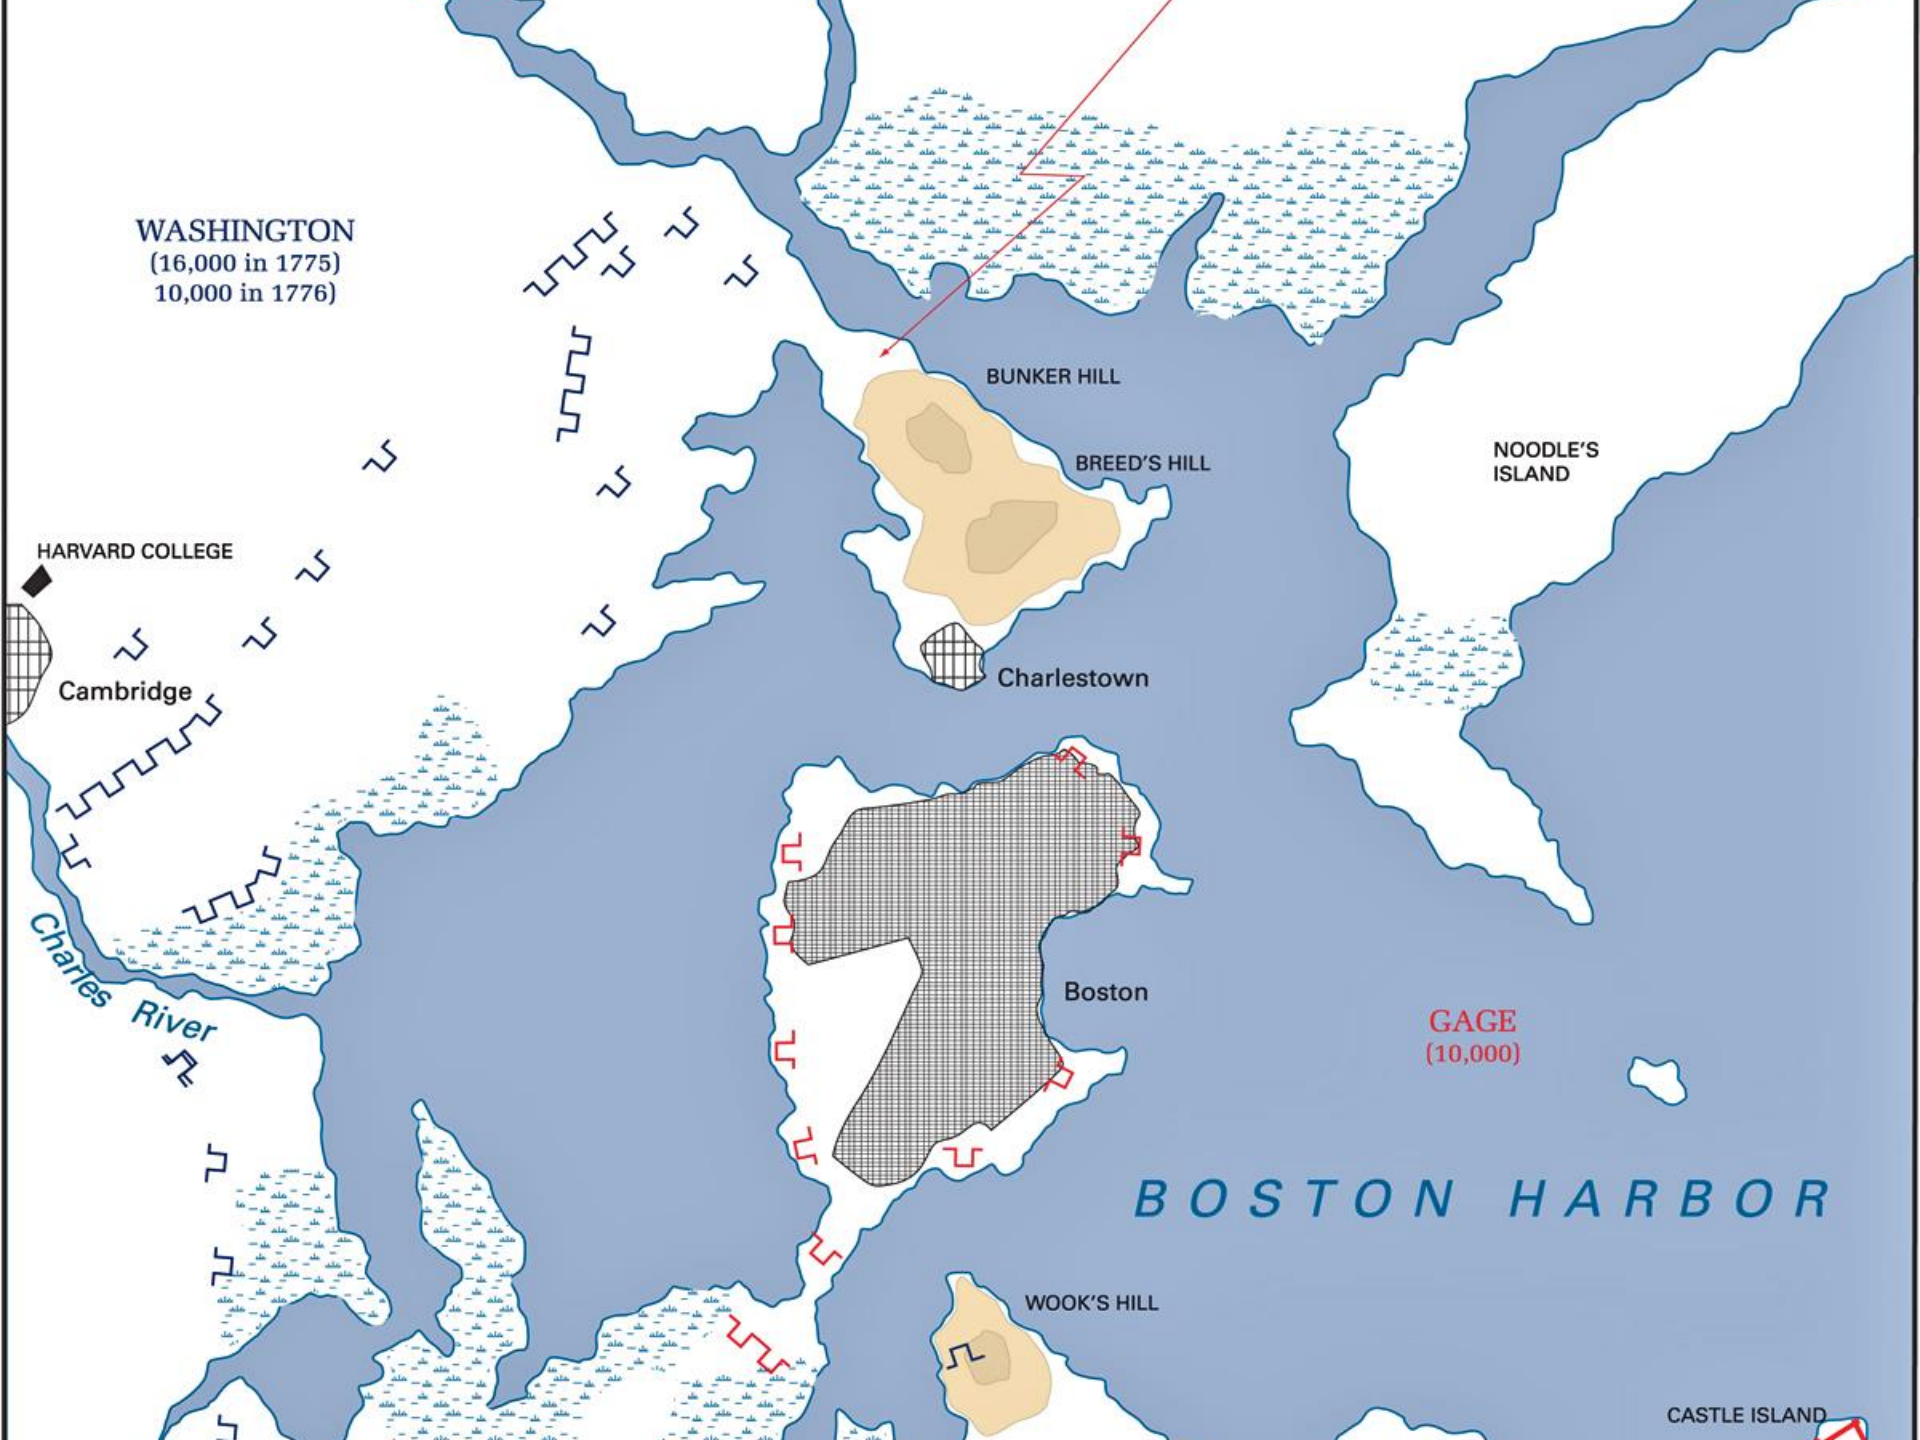 WASHINGTON
(16,000 in 1775)
10,000 in 1776)
BUNKER HILL
BREED'S HILL
NOODLE'S
ISLAND
HARVARD COLLEGE
Cambridge
Charlestown
Charles River
Boston
GAGE
(10,000)
BOSTON HARBOR
WOOK'S HILL
CASTLE ISLAND